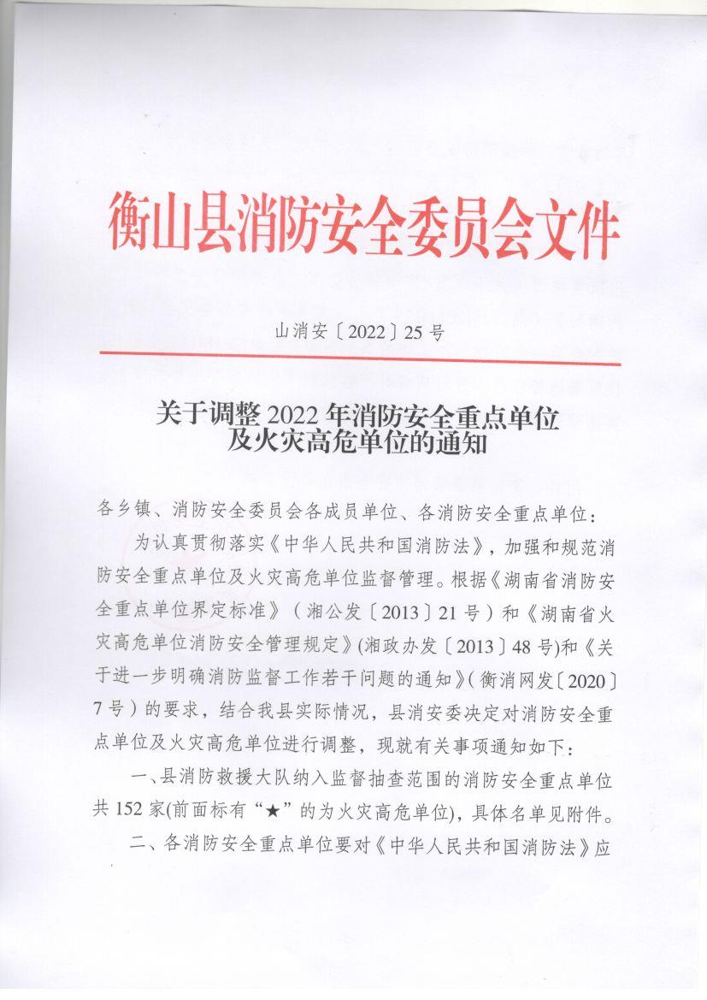 衡山县消防安全委员会文件
山消安〔2022〕25 号
关于调整 2022 年消防安全重点单位
及火灾高危单位的通知
各乡镇、消防安全委员会各成员单位、各消防安全重点单位：
为认真贯彻落实《中华人民共和国消防法》，加强和规范消
防安全重点单位及火灾高危单位监督管理。根据《湖南省消防安
全重点单位界定标准》（湘公发〔2013〕21 号）和《湖南省火
灾高危单位消防安全管理规定》(湘政办发〔2013〕48 号)和《关
于进一步明确消防监督工作若干问题的通知》（衡消网发〔2020〕
7 号）的要求，结合我县实际情况，县消安委决定对消防安全重
点单位及火灾高危单位进行调整，现就有关事项通知如下：
一、县消防救援大队纳入监督抽查范围的消防安全重点单位
共 152 家(前面标有“★”的为火灾高危单位)，具体名单见附件。
二、各消防安全重点单位要对《中华人民共和国消防法》应